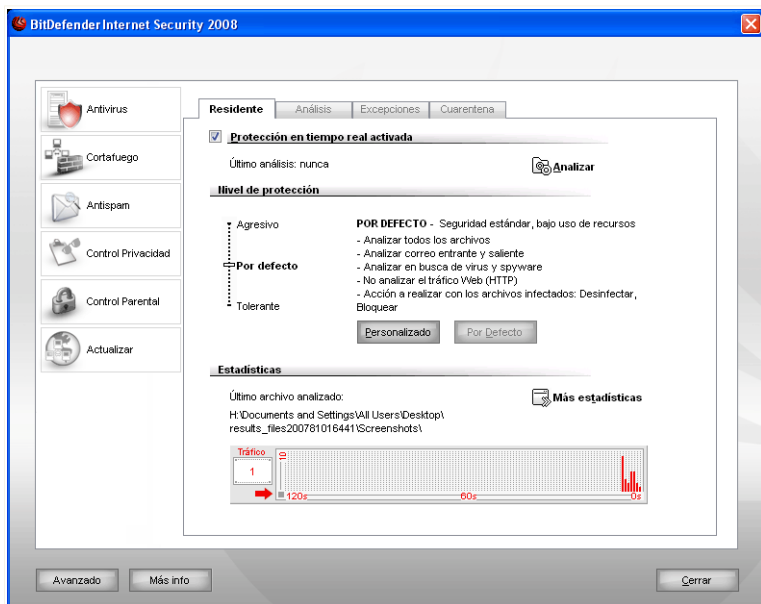 BitDefender Internet Security 2008
Antivirus
Cortafuego
Antispam
Control Privacidad
Control Parental
Actualizar
Residente
Análisis
Excepciones
Cuarentena
Protección en tiempo real activada
Último análisis: nunca
Analizar
Nivel de protección
Agresivo
Por defecto
Tolerante
POR DEFECTO - Seguridad estándar, bajo uso de recursos
- Analizar todos los archivos
- Analizar correo entrante y saliente
- Analizar en busca de virus y spyware
- No analizar el tráfico Web (HTTP)
- Acción a realizar con los archivos infectados: Desinfectar,
Bloquear
Personalizado
Por Defecto
Estadísticas
Último archivo analizado:
Más estadísticas
H:\Documents and Settings\All Users\Desktop\
results_files200781016441\Screenshots\
Tráfico
1
10
120s
60s
0s
Avanzado
Más info
Cerrar